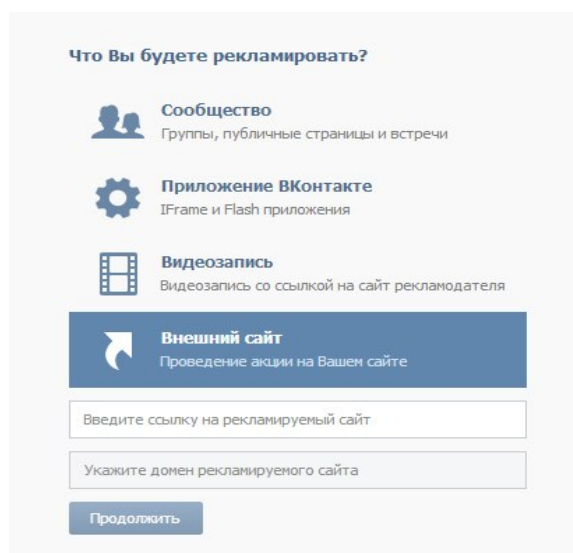 Что Вы будете рекламировать?
Сообщество
Группы, публичные страницы и встречи
Приложение ВКонтакте
IFrame и Flash приложения
Видеозапись
Видеозапись со ссылкой на сайт рекламодателя
Внешний сайт
Проведение акции на Вашем сайте
Введите ссылку на рекламируемый сайт
Укажите домен рекламируемого сайта
Продолжить